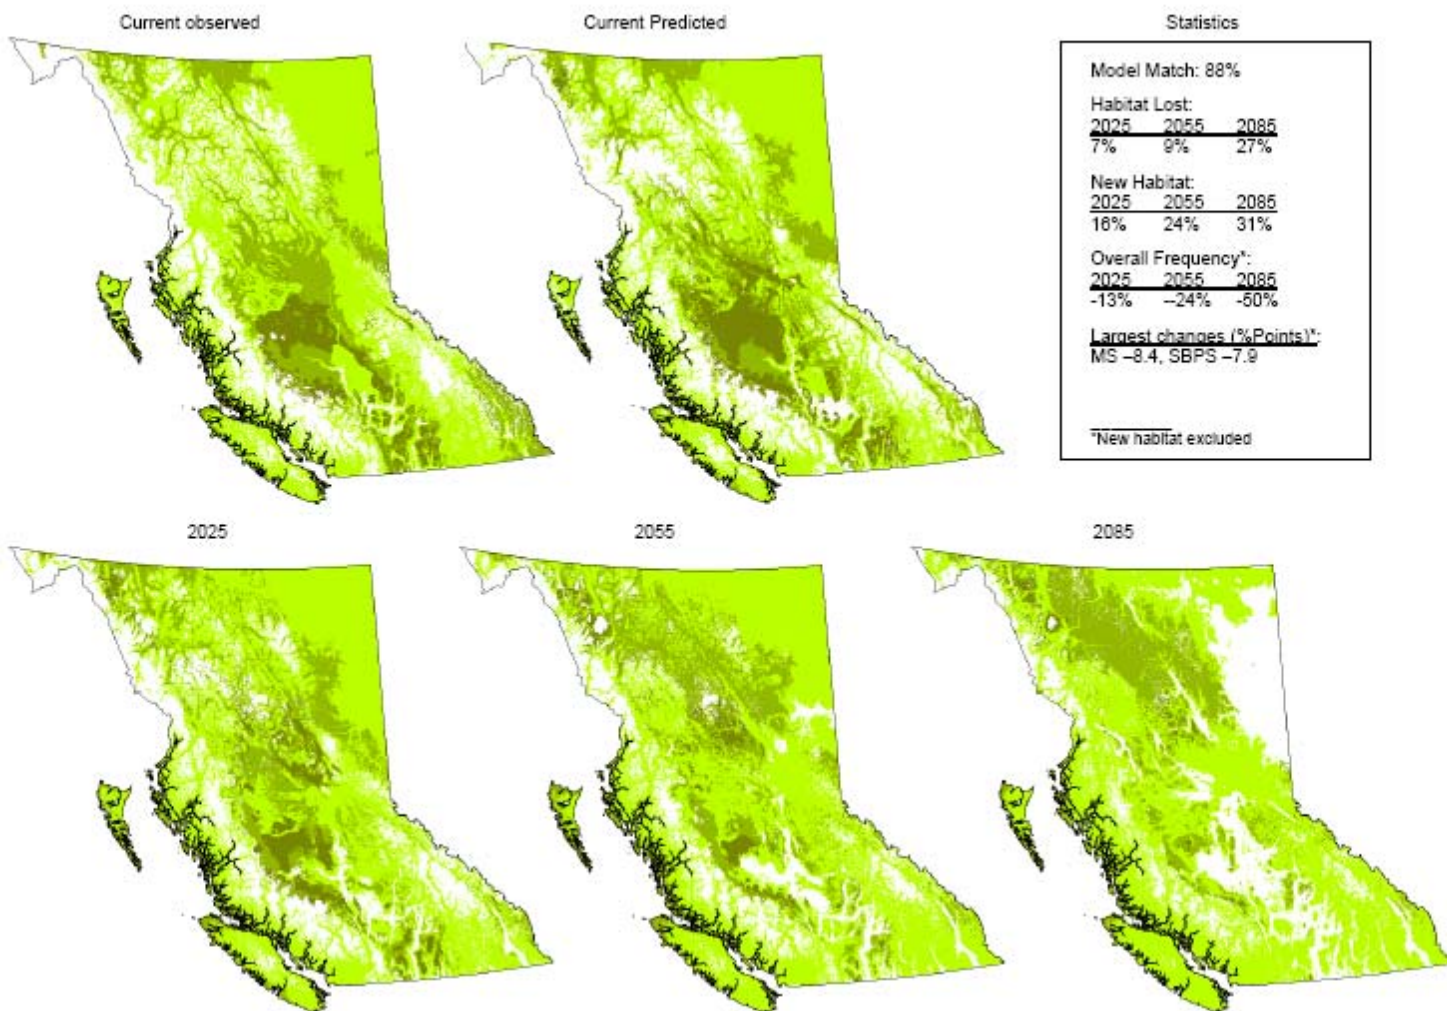 Current observed
Current Predicted
Statistics
Model Match: 88%
Habitat Lost:
2025 2055 2085
7% 9% 27%
New Habitat:
2025 2055 2085
16% 24% 31%
Overall Frequency*:
2025 2055 2085
-13% --24% -50%
Largest changes (%Points)*:
MS –8.4, SBPS –7.9
*New habitat excluded
2025
2055
2085